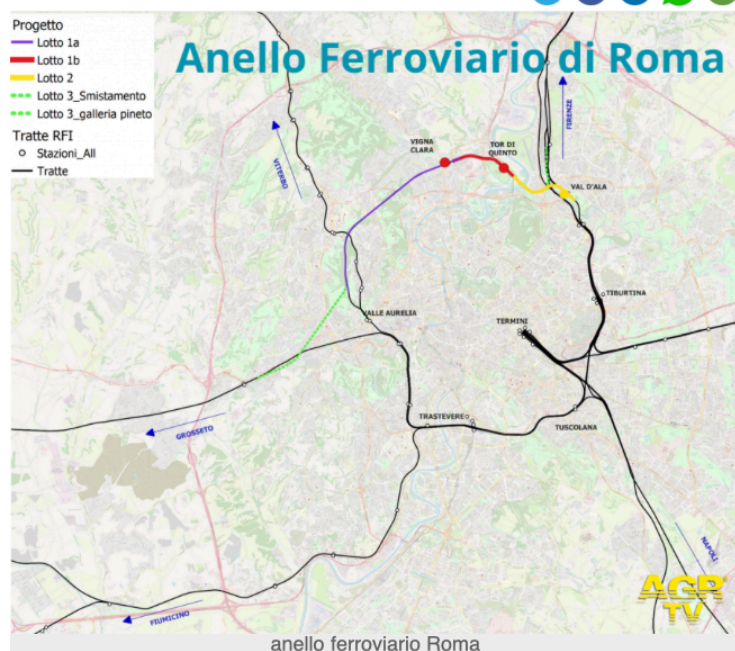 Progetto
Lotto 1a
Lotto 1b
Lotto 2
Lotto 3_Smistamento
Lotto 3_galleria pineto
Tratte RFI
Stazioni_All
Tratte
Anello Ferroviario di Roma
VITERBO
FIRENZE
VIGNA
CLARA
TOR DI
QUINTO
VAL D'ALA
TIBURTINA
VALLE AURELIA
TERMINI
TRASTEVERE
TUSCOLANA
GROSSETO
NAPOLI
FIUMICINO
AGR
TV
anello ferroviario Roma